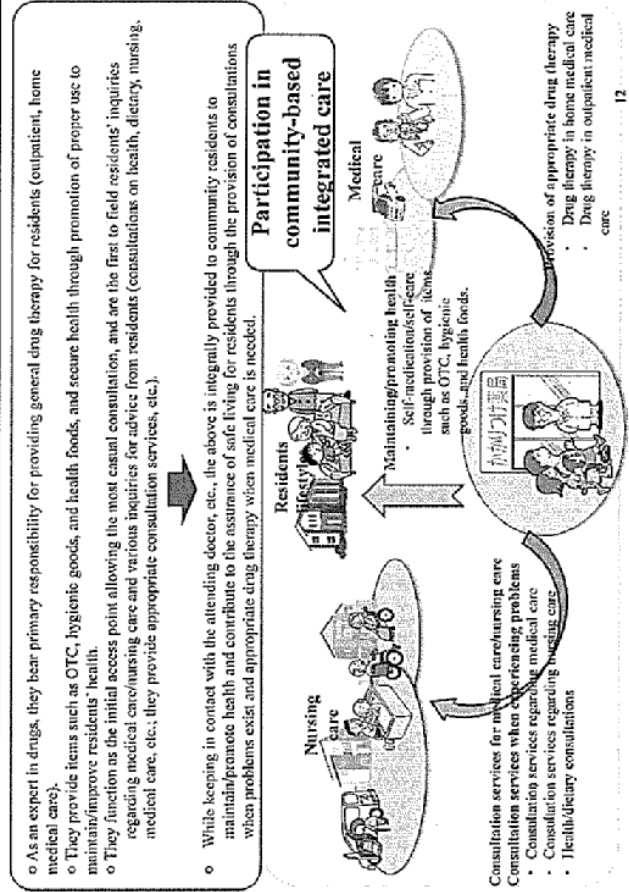 o As an expert in drugs, they bear primary responsibility for providing general drug therapy for residents (outpatient, home
medical care).
o They provide items such as OTC, hygienic goods, and health foods, and secure health through promotion of proper use to
maintain/improve residents' health.
o They function as the initial access point allowing the most casual consultation, and are the first to field residents' inquiries
regarding medical care/nursing care and various inquiries for advice from residents (consultations on health, dietary, nursing,
medical care, etc.; they provide appropriate consultation services, etc.).
o While keeping in contact with the attending doctor, etc., the above is integrally provided to community residents to
maintain/promote health and contribute to the assurance of safe living for residents through the provision of consultations
when problems exist and appropriate drug therapy when medical care is needed.
Participation in
community-based
integrated care
Residents
lifestyle
Nursing
care
Medical
care
Maintaining/promoting health
• Self-medication/self-care
through provision of items
such as OTC, hygienic
goods, and health foods.
かかりつけ薬局
Consultation services for medical care/nursing care
Consultation services when experiencing problems
• Consultation services regarding medical care
• Consultation services regarding nursing care
• Health/dietary consultations
Provision of appropriate drug therapy
• Drug therapy in home medical care
• Drug therapy in outpatient medical
care
12